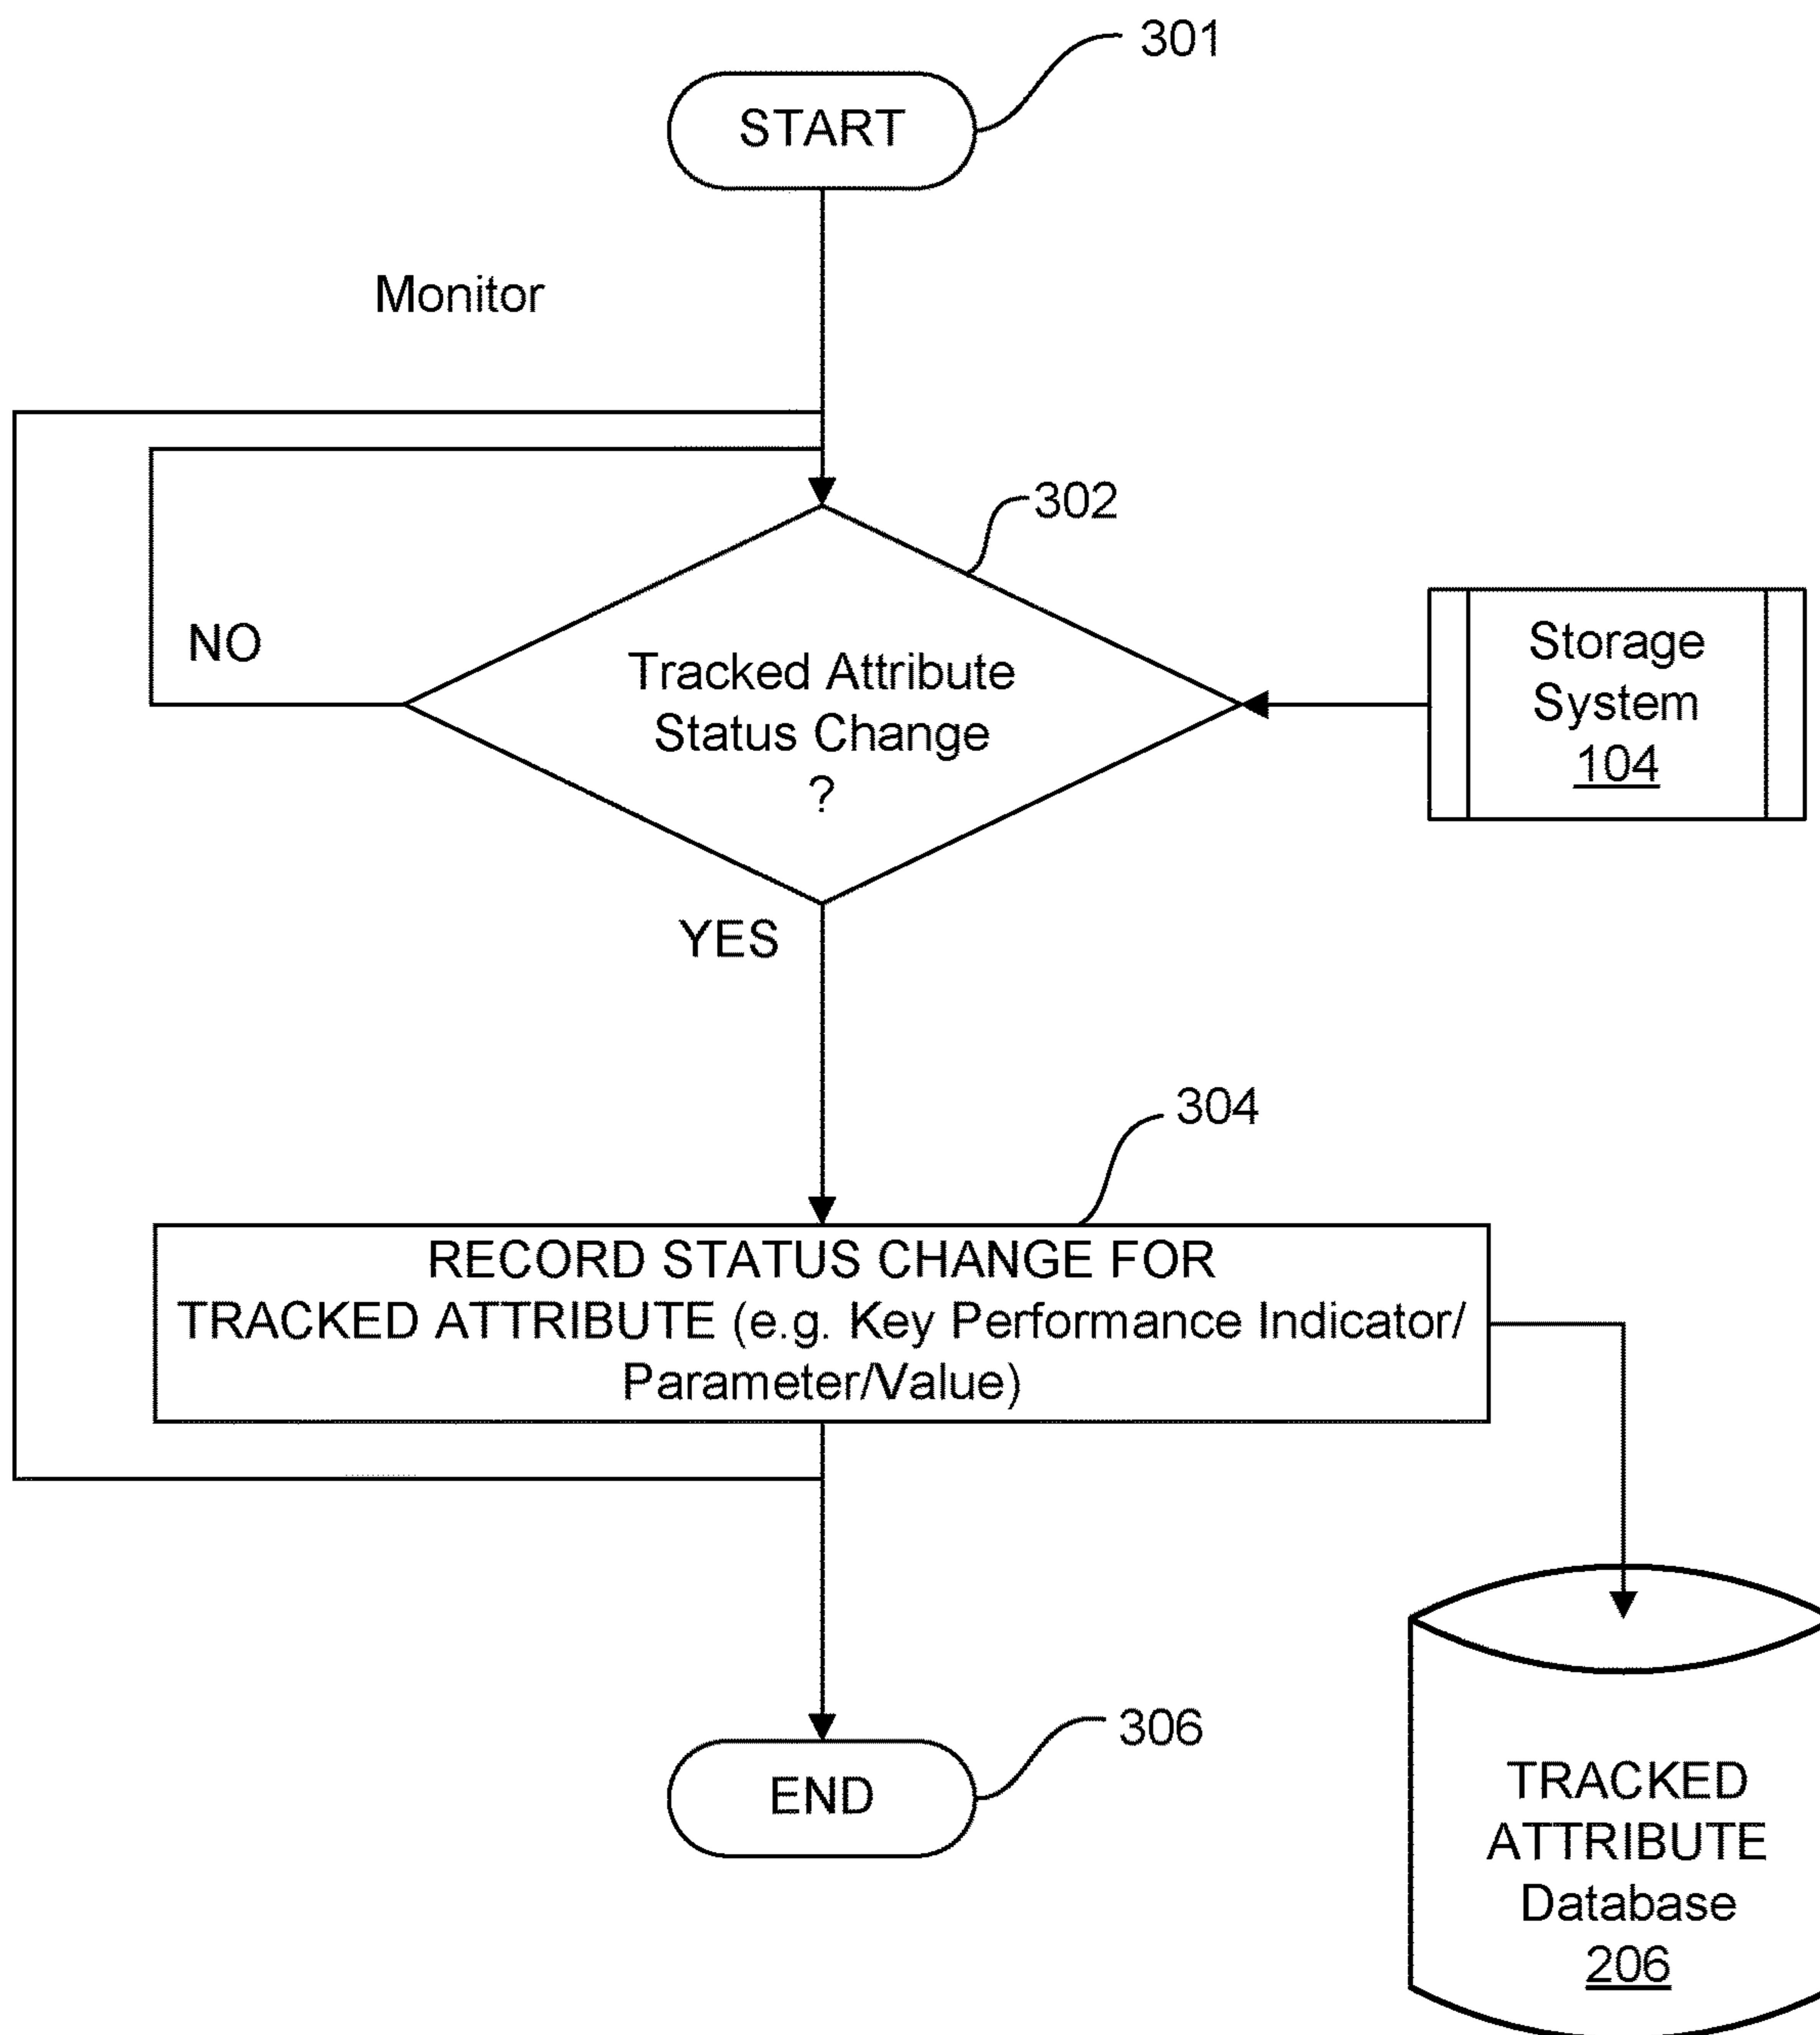 301
START
Monitor
302
NO
Tracked Attribute
Status Change
?
Storage
System
104
YES
304
RECORD STATUS CHANGE FOR
TRACKED ATTRIBUTE (e.g. Key Performance Indicator/
Parameter/Value)
306
END
TRACKED
ATTRIBUTE
Database
206